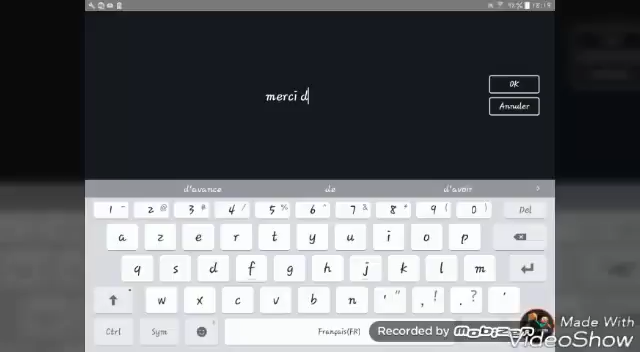 merci d
OK
Annuler
d'avance de d'avoir
1 2 @ 3 # 4 / 5 % 6 ^ 7 & 8 * 9 ( 0 ) Del
a z e r t y u i o p
q s d f g h j k l m
w x c v b n ' " , ! . ? '
Ctrl Sym Français(FR)
Recorded by
mobizen
Made With
VideoShow